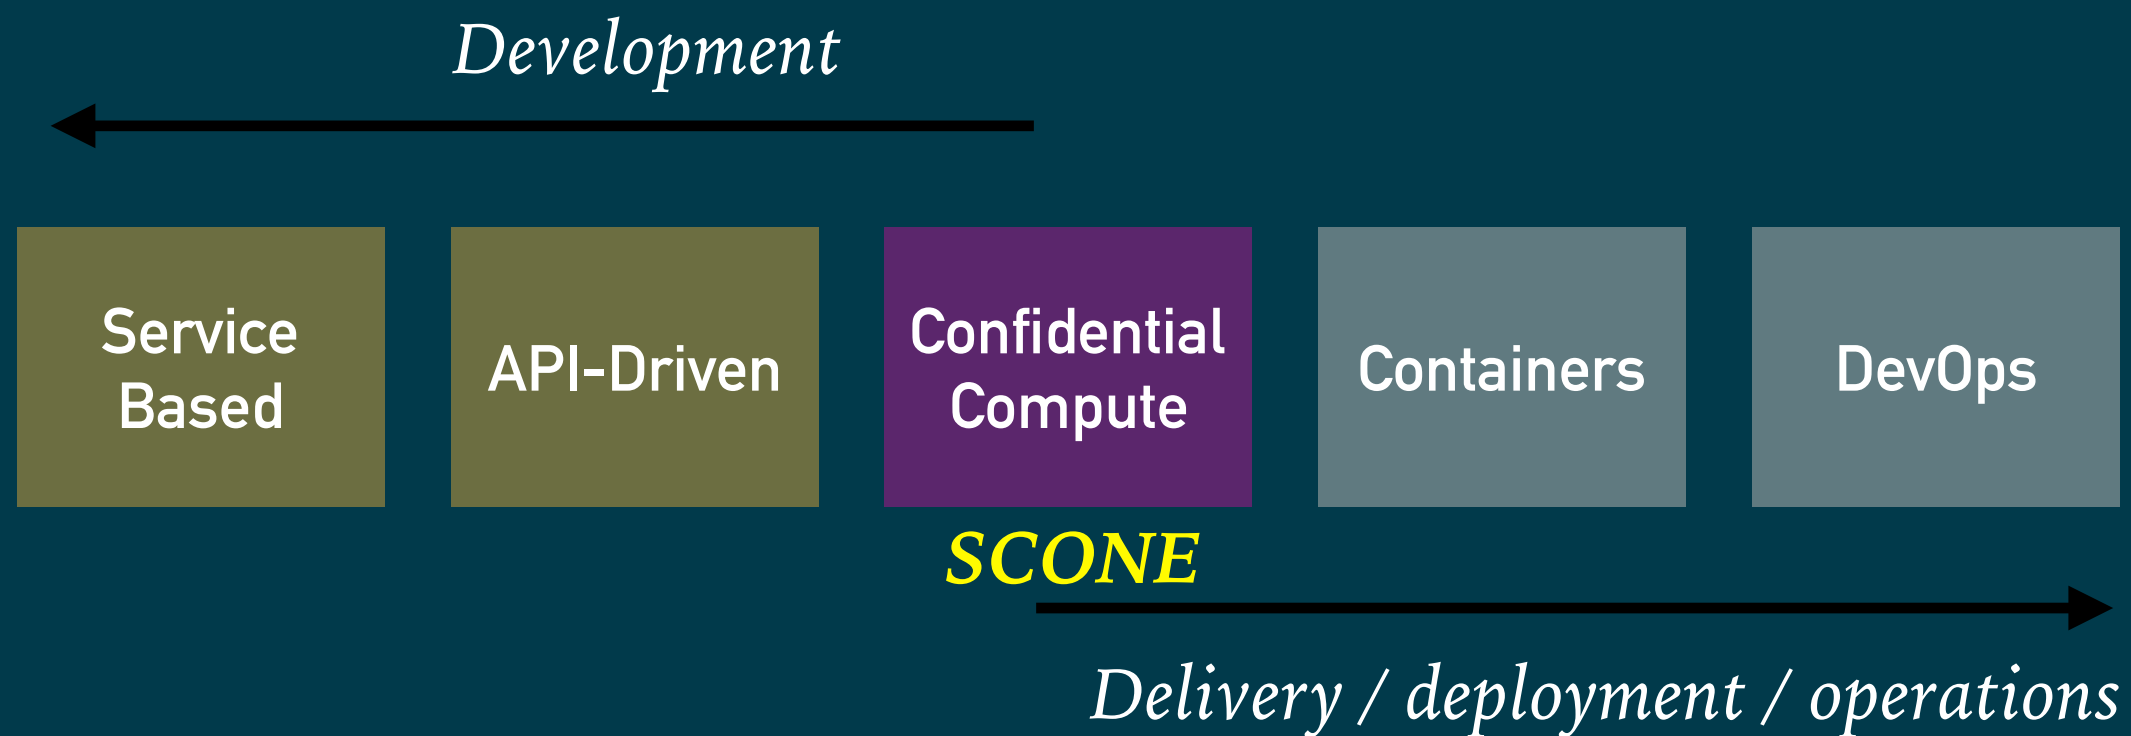 Development
Service
Based
API-Driven
Confidential
Compute
Containers
DevOps
SCONE
Delivery / deployment / operations